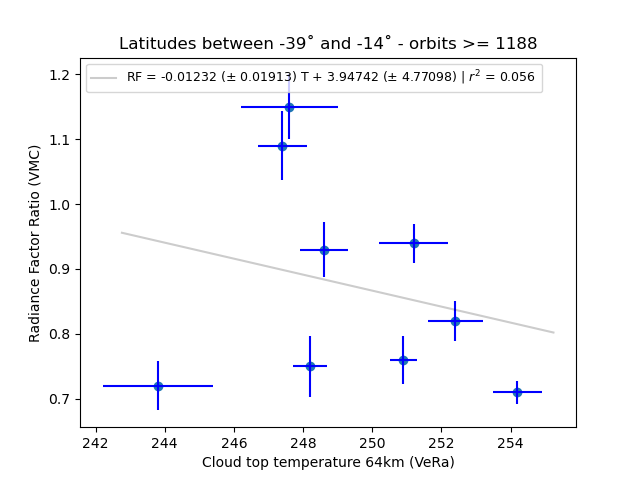 Latitudes between -39° and -14° - orbits >= 1188
RF = -0.01232 (± 0.01913) T + 3.94742 (± 4.77098) | r² = 0.056
1.2
1.1
1.0
0.9
0.8
0.7
Radiance Factor Ratio (VMC)
242 244 246 248 250 252 254
Cloud top temperature 64km (VeRa)